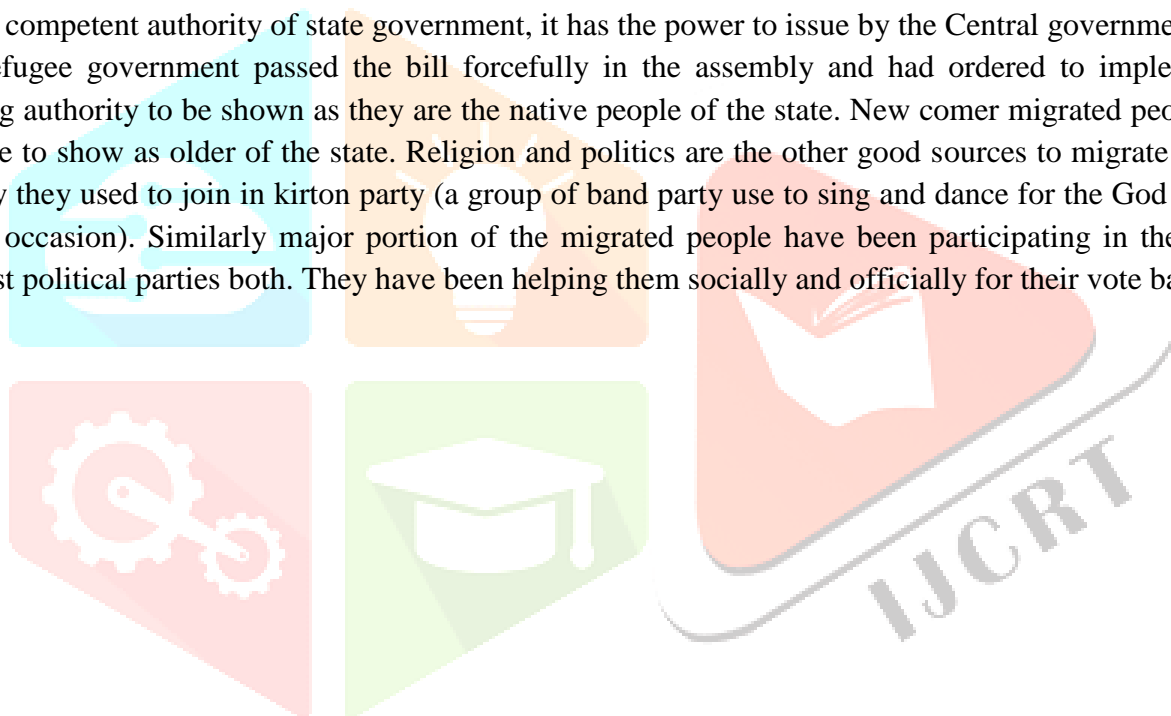 competent authority of state government, it has the power to issue by the Central governme
efugee government passed the bill forcefully in the assembly and had ordered to imple
g authority to be shown as they are the native people of the state. New comer migrated peo
e to show as older of the state. Religion and politics are the other good sources to migrate
y they used to join in kirton party (a group of band party use to sing and dance for the God
occasion). Similarly major portion of the migrated people have been participating in the
st political parties both. They have been helping them socially and officially for their vote ba
IJCRT